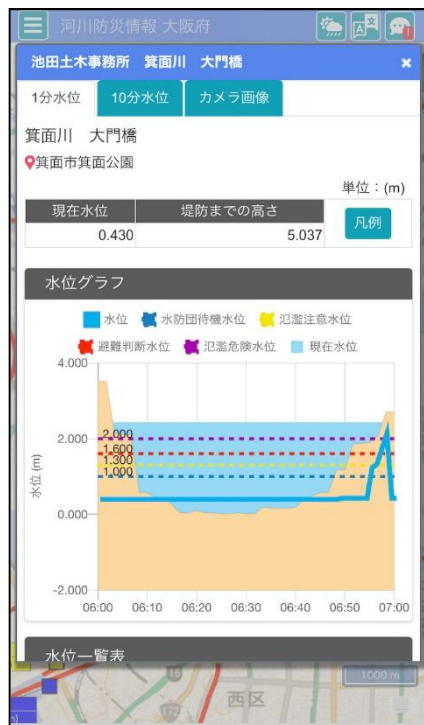 河川防災情報 大阪府
池田土木事務所 箕面川 大門橋 ×
1分水位 10分水位 カメラ画像
箕面川 大門橋
箕面市箕面公園
単位：(m)
現在水位 堤防までの高さ 凡例
0.430 5.037
水位グラフ
水位 水防団待機水位 氾濫注意水位
避難判断水位 氾濫危険水位 現在水位
4.000
2.000
0.000
-2.000
水位 (m)
2.000
1.600
1.300
1.000
06:00 06:10 06:20 06:30 06:40 06:50 07:00
水位一覧表
1000 m
西区